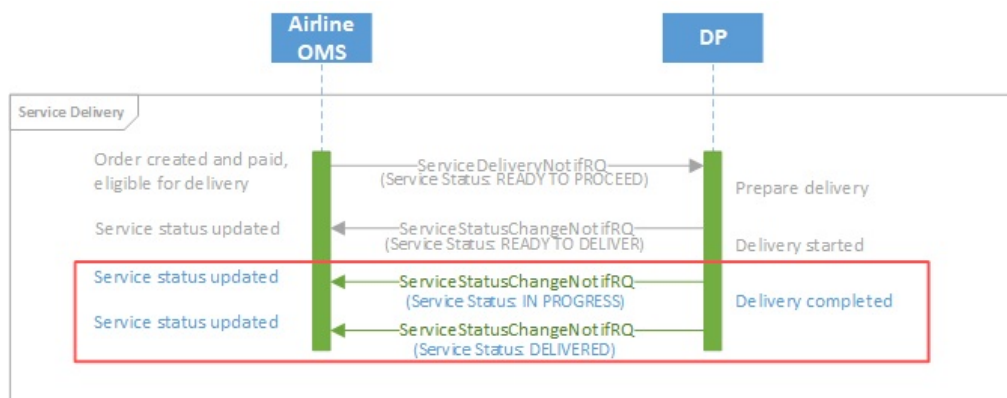 Airline
OMS
DP
Service Delivery
Order created and paid,
eligible for delivery
ServiceDeliveryNotifRQ
(Service Status: READY TO PROCEED)
Prepare delivery
Service status updated
ServiceStatusChangeNotifRQ
(Service Status: READY TO DELIVER)
Delivery started
Service status updated
ServiceStatusChangeNotifRQ
(Service Status: IN PROGRESS)
Delivery completed
Service status updated
ServiceStatusChangeNotifRQ
(Service Status: DELIVERED)